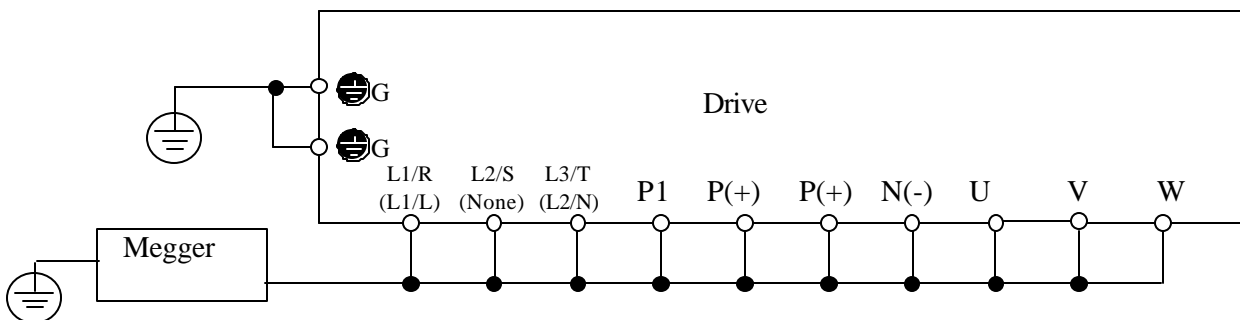 G
Drive
G
L1/R L2/S L3/T
(L1/L) (None) (L2/N) P1 P(+) P(+) N(-) U V W
Megger